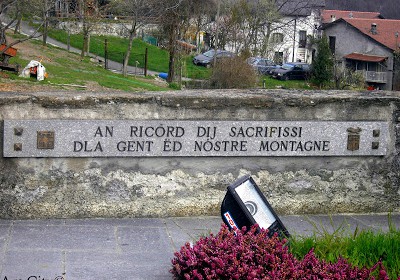 AN RICÒRD DIJ SACRIFISSI
DLA GENT ËD NÒSTRE MONTAGNE